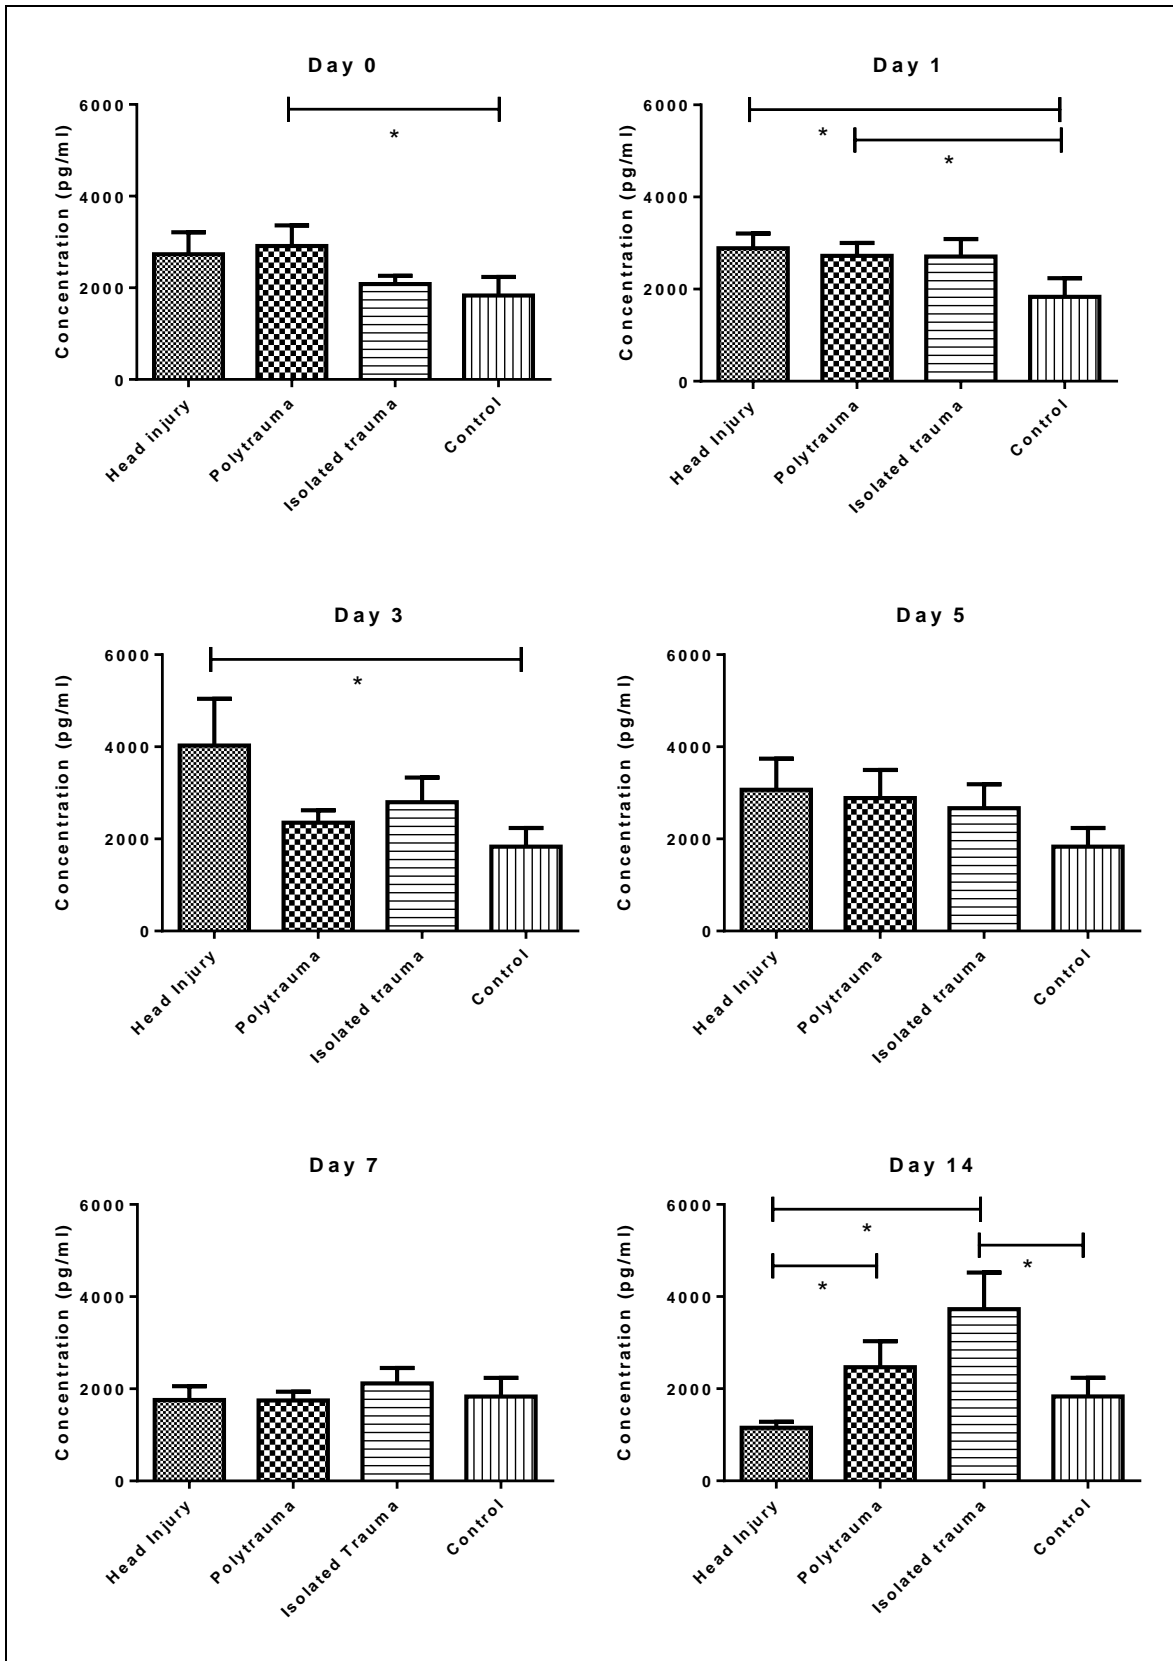 Day 0
Concentration (pg/ml)
6000
4000
2000
0
*
Head injury
Polytrauma
Isolated trauma
Control
Day 1
Concentration (pg/ml)
6000
4000
2000
0
*
*
Head Injury
Polytrauma
Isolated trauma
Control
Day 3
Concentration (pg/ml)
6000
4000
2000
0
*
Head Injury
Polytrauma
Isolated trauma
Control
Day 5
Concentration (pg/ml)
6000
4000
2000
0
Head Injury
Polytrauma
Isolated trauma
Control
Day 7
Concentration (pg/ml)
6000
4000
2000
0
Head Injury
Polytrauma
Isolated Trauma
Control
Day 14
Concentration (pg/ml)
6000
4000
2000
0
*
*
*
Head Injury
Polytrauma
Isolated trauma
Control